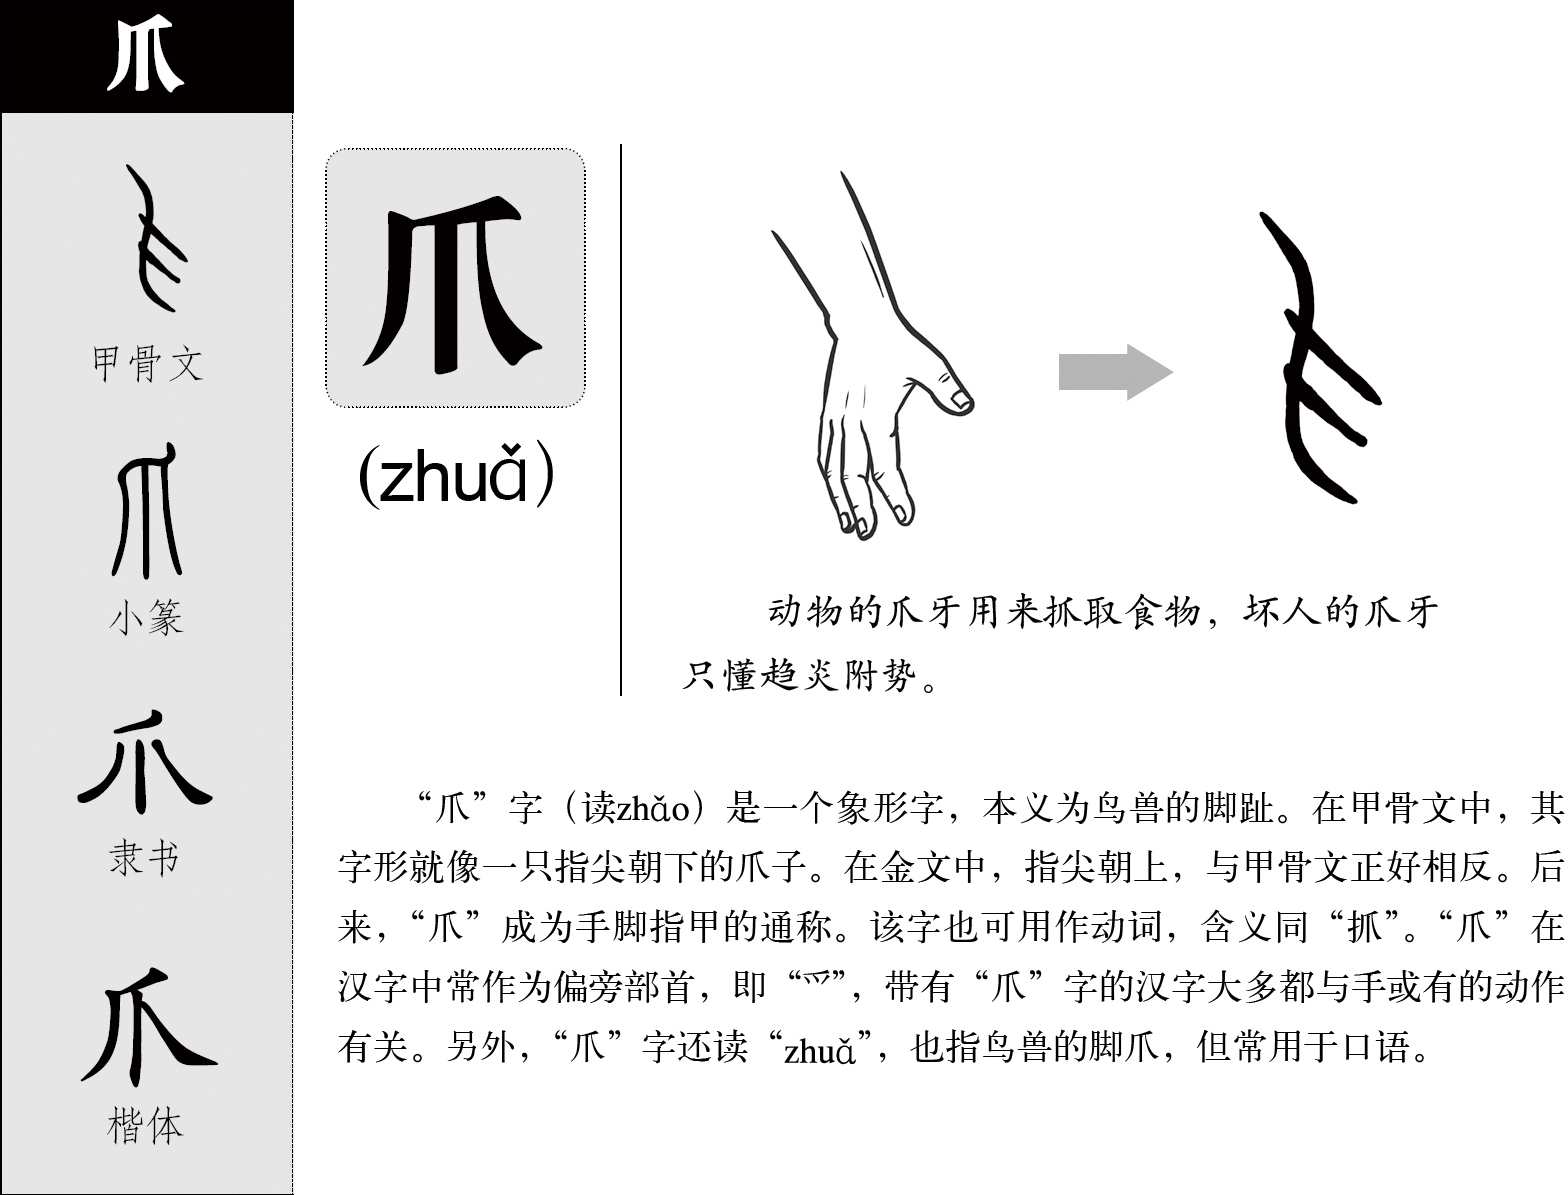 爪
甲骨文
小篆
隶书
楷体
爪
(zhuǎ)
动物的爪牙用来抓取食物，坏人的爪牙
只懂趋炎附势。
“爪”字（读zhǎo）是一个象形字，本义为鸟兽的脚趾。在甲骨文中，其
字形就像一只指尖朝下的爪子。在金文中，指尖朝上，与甲骨文正好相反。后
来，“爪”成为手脚指甲的通称。该字也可用作动词，含义同“抓”。“爪”在
汉字中常作为偏旁部首，即“爫”，带有“爪”字的汉字大多都与手或有的动作
有关。另外，“爪”字还读“zhuǎ”，也指鸟兽的脚爪，但常用于口语。